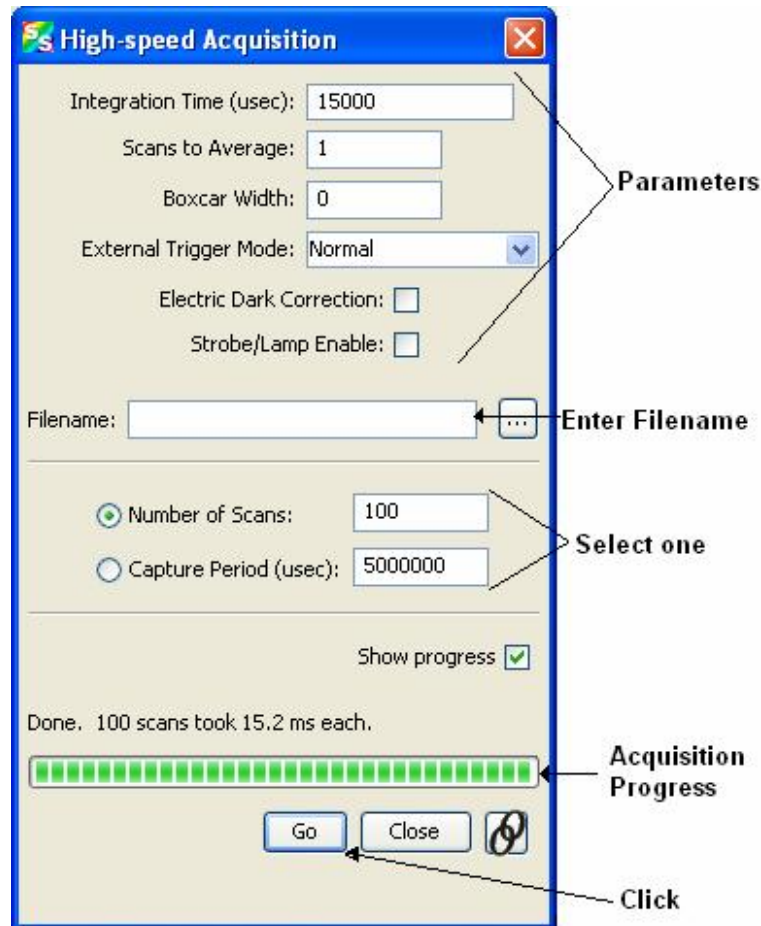 High-speed Acquisition
Integration Time (usec): 15000
Scans to Average: 1
Boxcar Width: 0
Parameters
External Trigger Mode: Normal
Electric Dark Correction:
Strobe/Lamp Enable:
Filename: ... Enter Filename
Number of Scans: 100
Select one
Capture Period (usec): 5000000
Show progress
Done. 100 scans took 15.2 ms each.
Acquisition
Progress
Go Close
Click